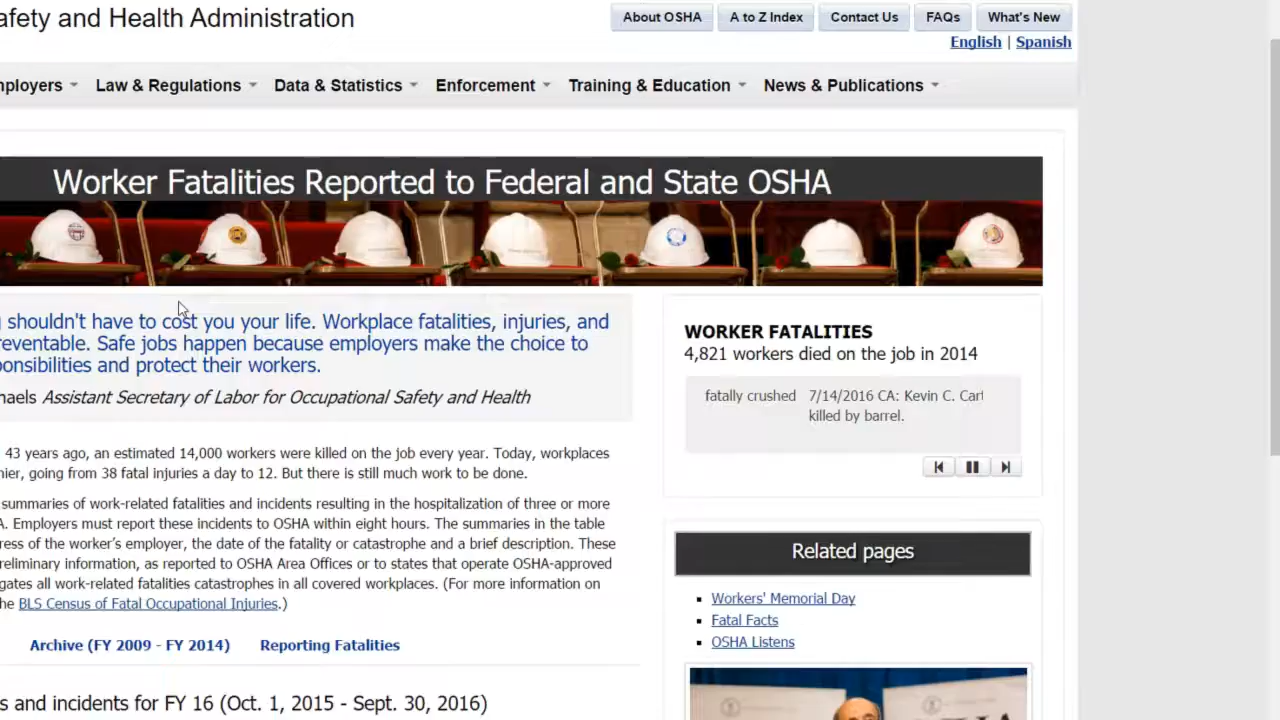 afety and Health Administration
About OSHA A to Z Index Contact Us FAQs What's New
English | Spanish
mployers Law & Regulations Data & Statistics Enforcement Training & Education News & Publications
Worker Fatalities Reported to Federal and State OSHA
shouldn't have to cost you your life. Workplace fatalities, injuries, and
reventable. Safe jobs happen because employers make the choice to
onsibilities and protect their workers.
haels Assistant Secretary of Labor for Occupational Safety and Health
43 years ago, an estimated 14,000 workers were killed on the job every year. Today, workplaces
nier, going from 38 fatal injuries a day to 12. But there is still much work to be done.
summaries of work-related fatalities and incidents resulting in the hospitalization of three or more
A. Employers must report these incidents to OSHA within eight hours. The summaries in the table
ress of the worker's employer, the date of the fatality or catastrophe and a brief description. These
reliminary information, as reported to OSHA Area Offices or to states that operate OSHA-approved
gates all work-related fatalities catastrophes in all covered workplaces. (For more information on
he BLS Census of Fatal Occupational Injuries.)
Archive (FY 2009 - FY 2014) Reporting Fatalities
s and incidents for FY 16 (Oct. 1, 2015 - Sept. 30, 2016)
WORKER FATALITIES
4,821 workers died on the job in 2014
fatally crushed 7/14/2016 CA: Kevin C. Carl
killed by barrel.
Related pages
Workers' Memorial Day
Fatal Facts
OSHA Listens